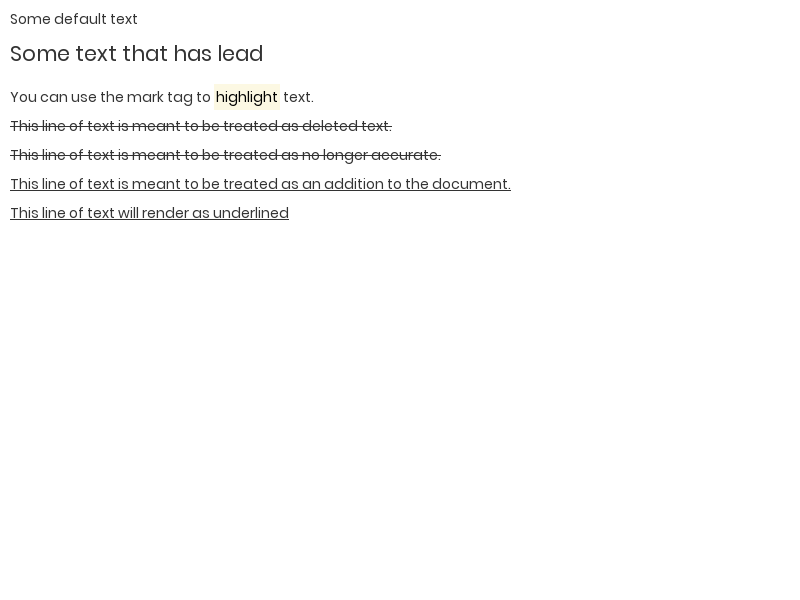 Some default text
Some text that has lead
You can use the mark tag to highlight text.
This line of text is meant to be treated as deleted text.
This line of text is meant to be treated as no longer accurate.
This line of text is meant to be treated as an addition to the document.
This line of text will render as underlined